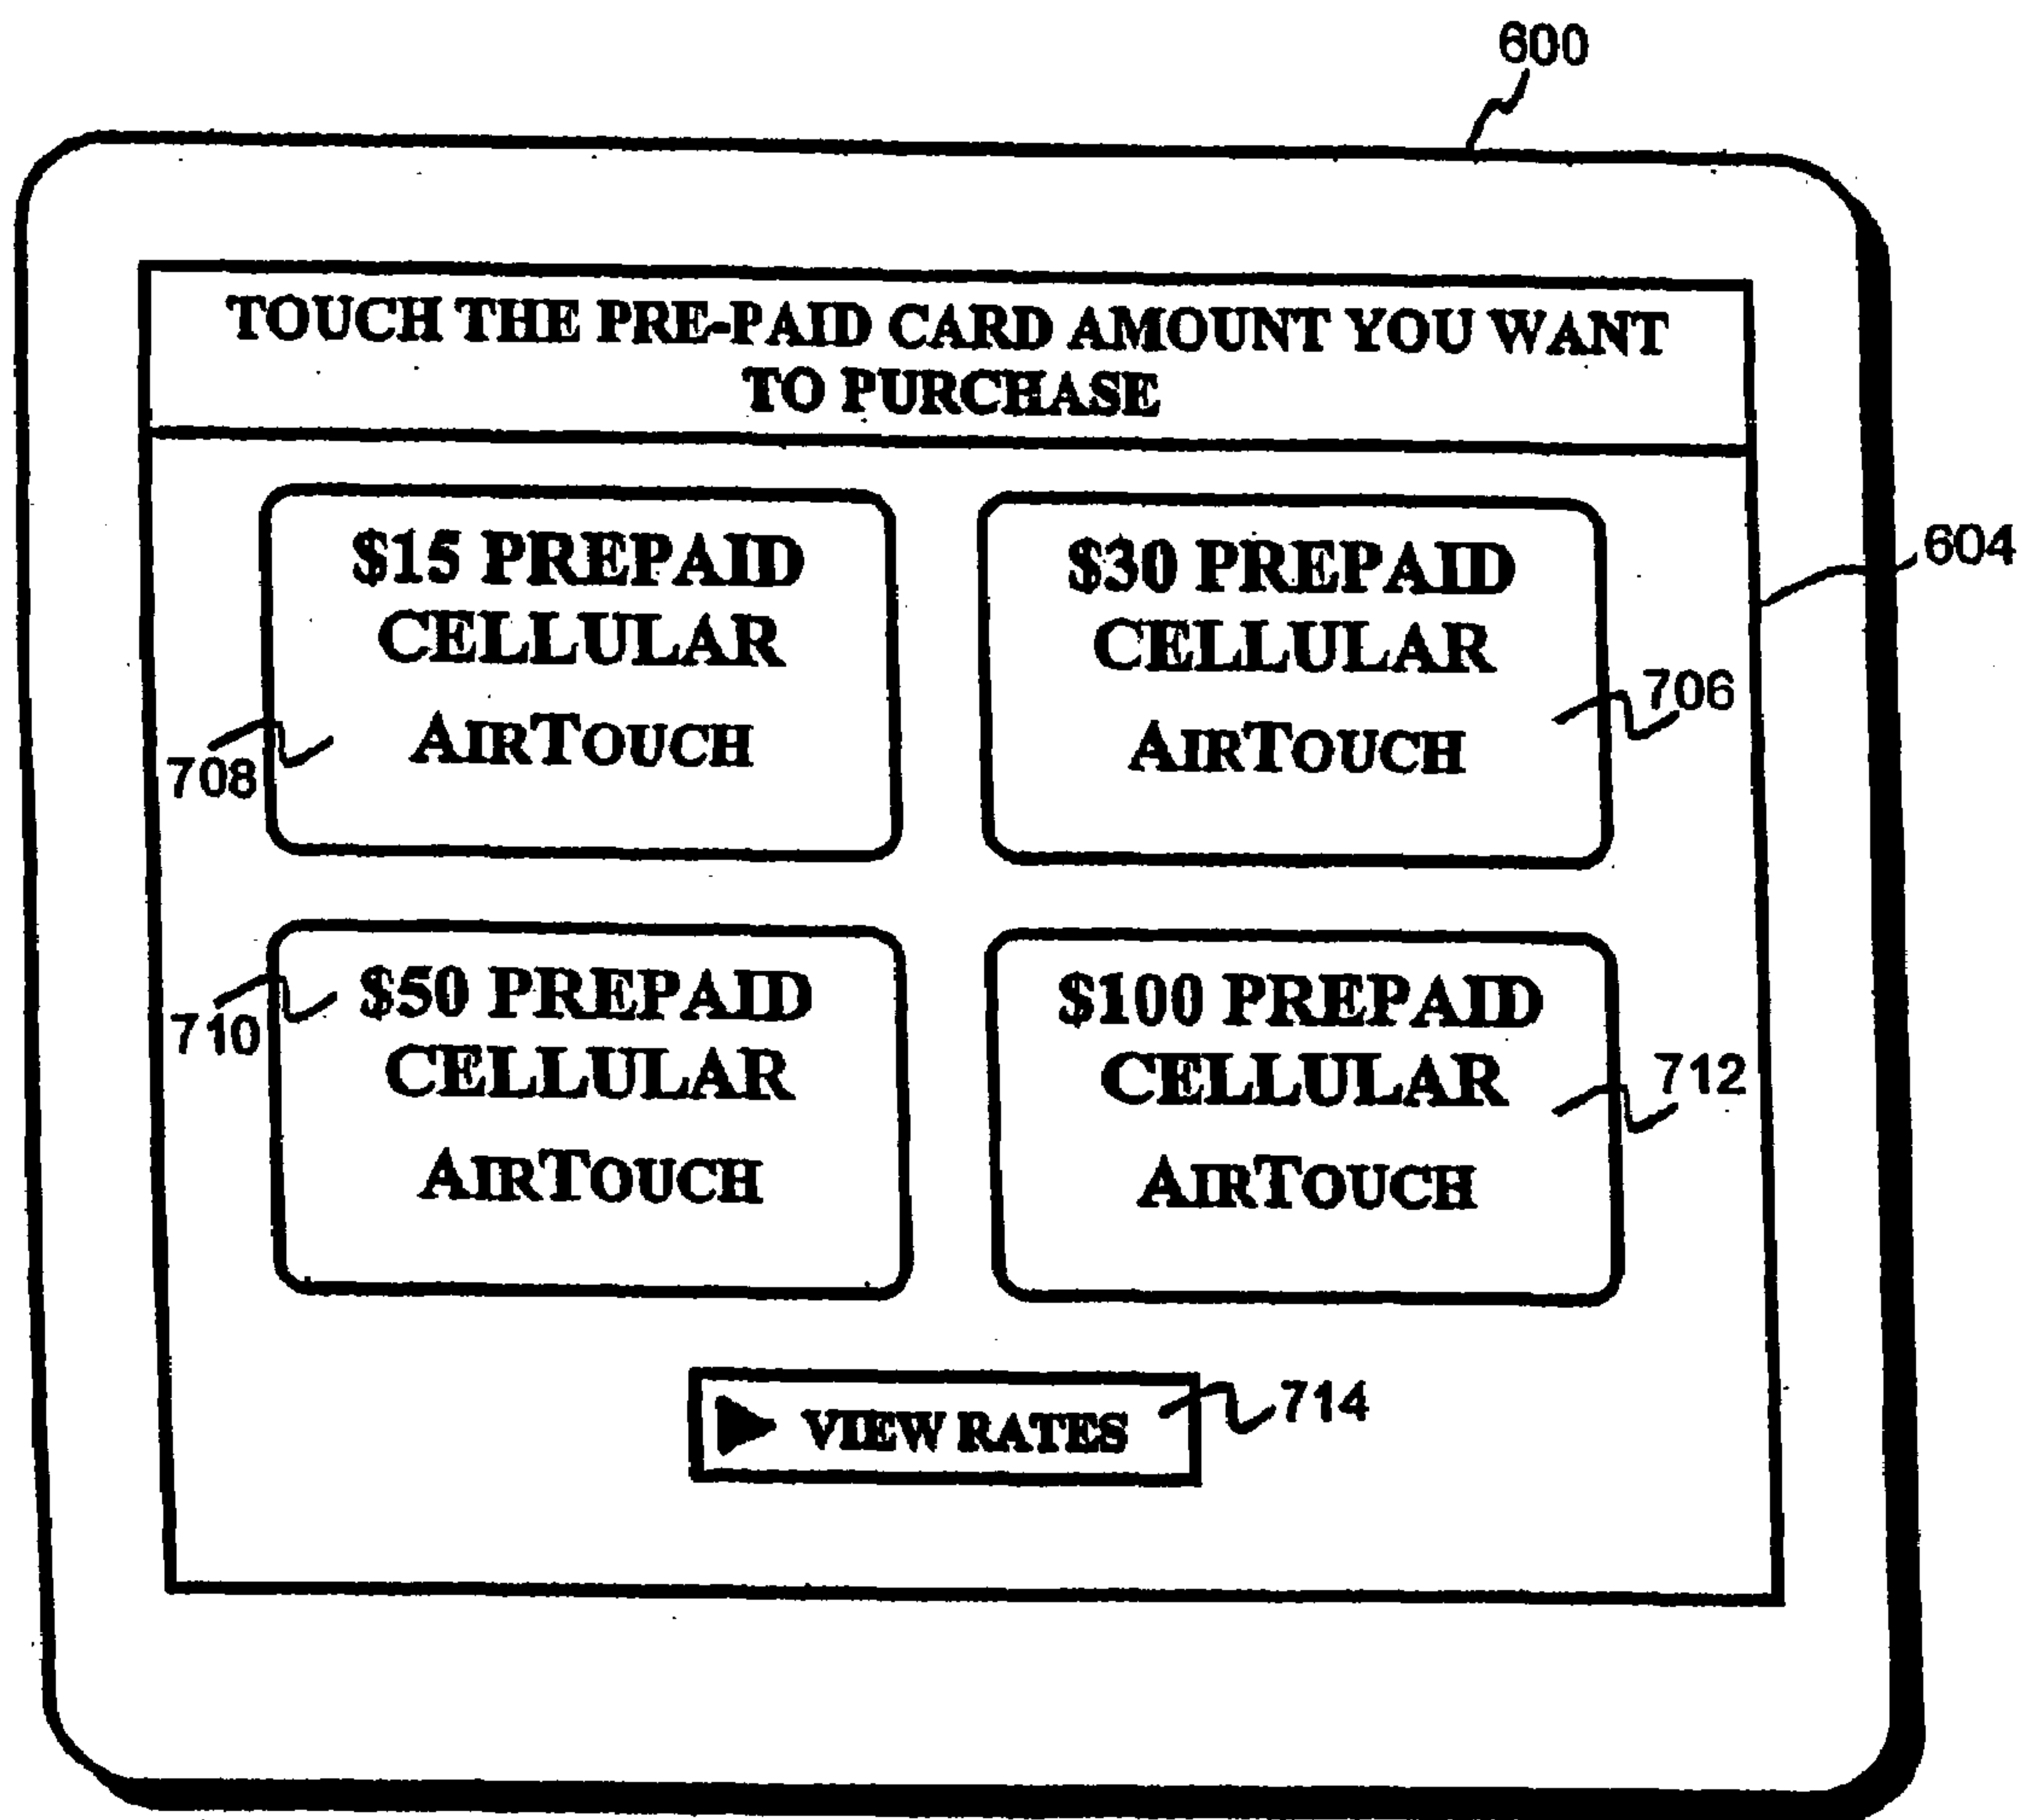 600
TOUCH THE PRE-PAID CARD AMOUNT YOU WANT
TO PURCHASE
604
$15 PREPAID
CELLULAR
AIRTOUCH
708
$30 PREPAID
CELLULAR
AIRTOUCH
706
$50 PREPAID
CELLULAR
AIRTOUCH
710
$100 PREPAID
CELLULAR
AIRTOUCH
712
VIEW RATES
714